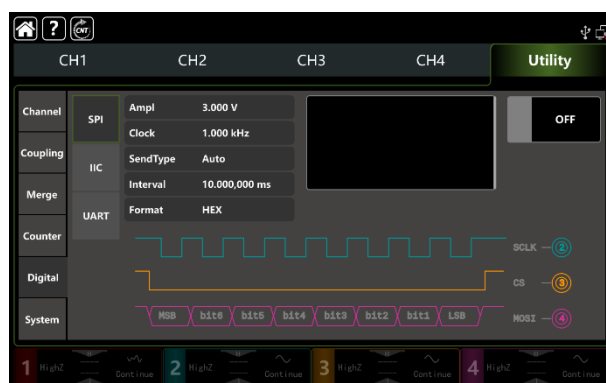 ? CNT
CH1 CH2 CH3 CH4 Utility
Channel
Coupling
Merge
Counter
Digital
System
SPI
IIC
UART
Ampl 3.000 V
Clock 1.000 kHz
SendType Auto
Interval 10.000,000 ms
Format HEX
OFF
SCLK 2
CS 3
MSB bit6 bit5 bit4 bit3 bit2 bit1 LSB MOSI 4
1 HighZ Continue 2 HighZ Continue 3 HighZ Continue 4 HighZ Continue